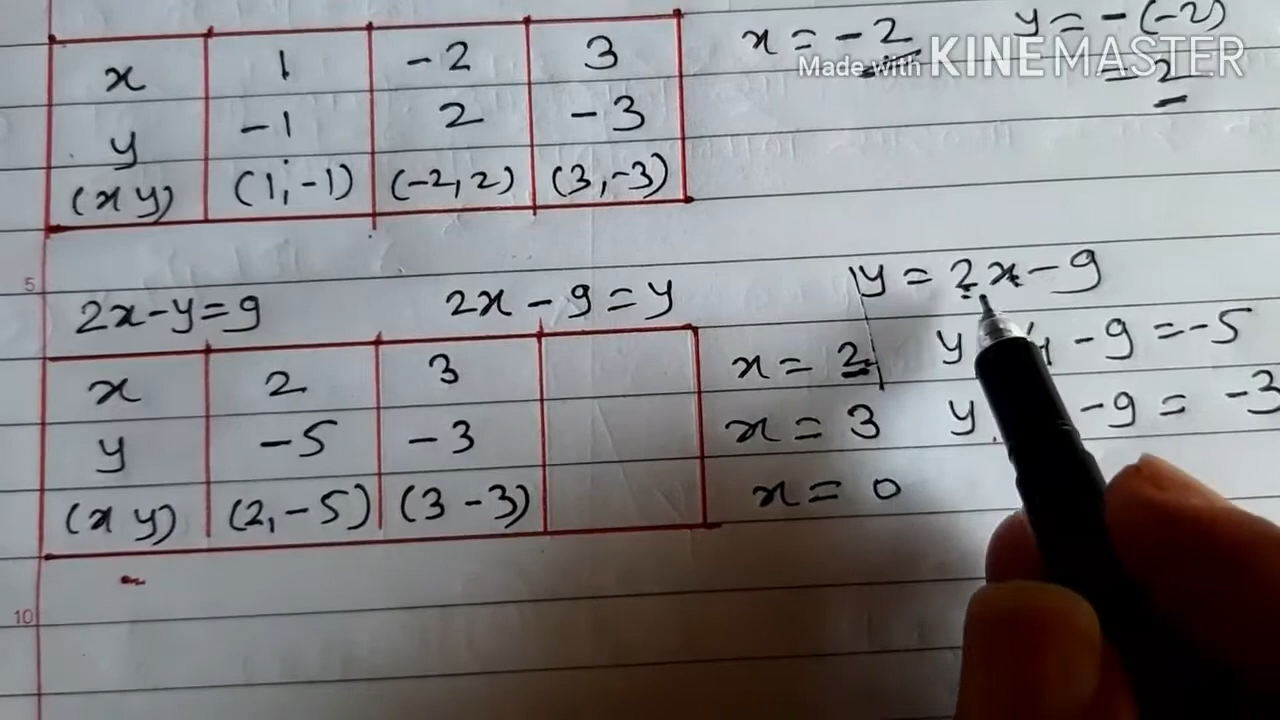 x 1 -2 3
y -1 2 -3
(x y) (1,-1) (-2,2) (3,-3)
x = -2 y = -(-2)
= 2
Made with KINEMASTER
5
2x-y=9 2x-9=y y = 2x-9
x 2 3
y -5 -3
(x y) (2,-5) (3 -3)
x = 2 y -9 = -5
x = 3 y -9 = -3
x = 0
10